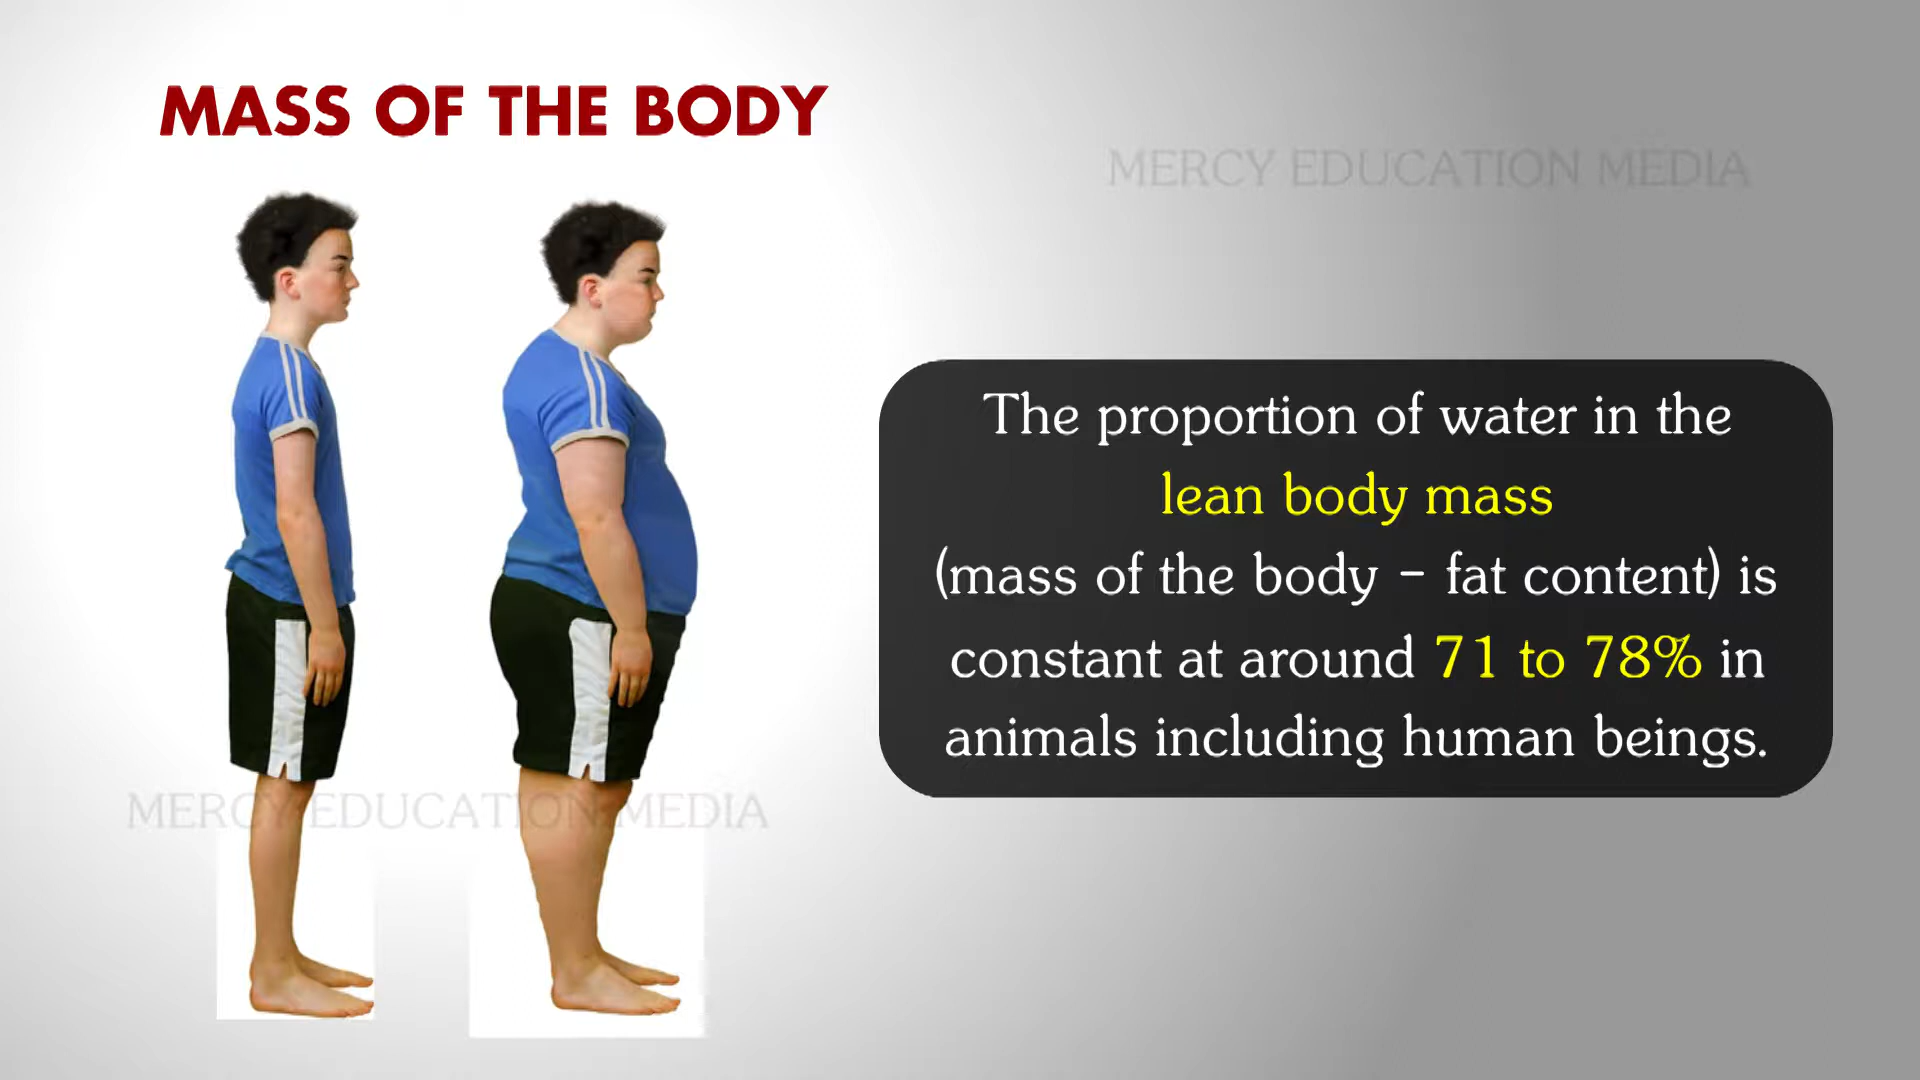 MASS OF THE BODY
MERCY EDUCATION MEDIA
The proportion of water in the
lean body mass
(mass of the body - fat content) is
constant at around 71 to 78% in
animals including human beings.
MERCY EDUCATION MEDIA